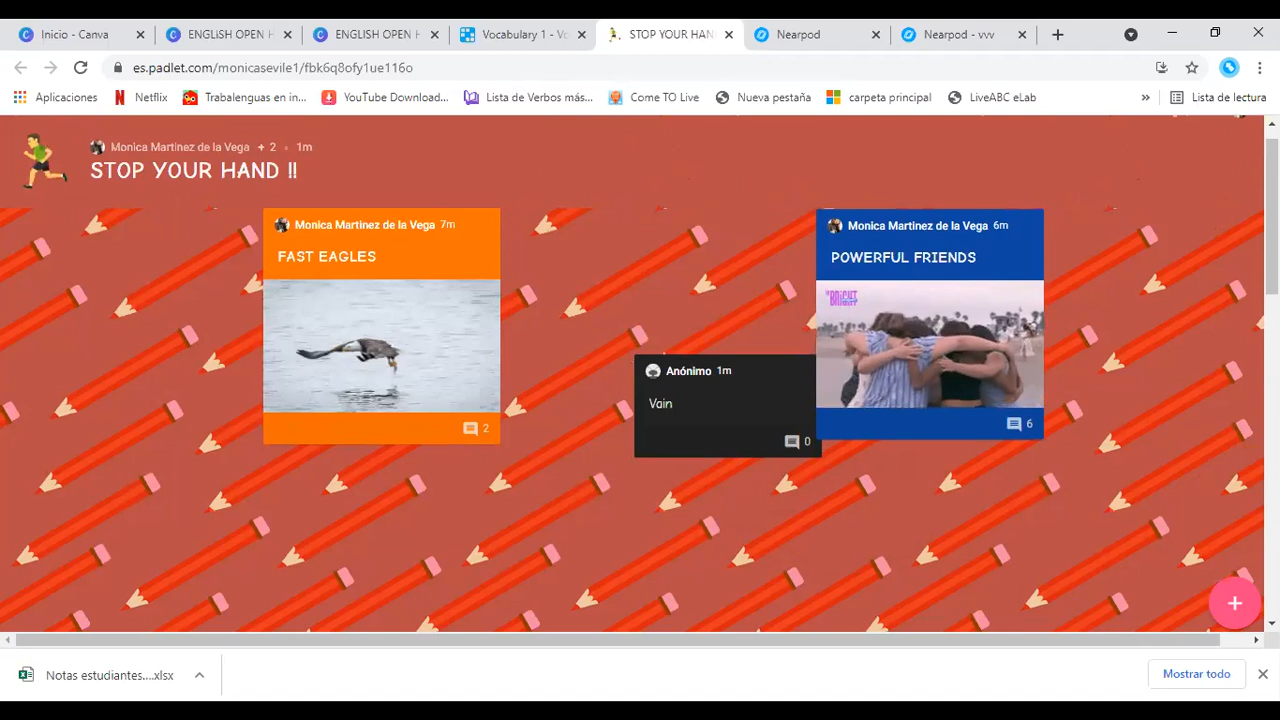 Inicio - Canva
ENGLISH OPEN H
ENGLISH OPEN H
Vocabulary 1 - Vo
STOP YOUR HAN
Nearpod
Nearpod - vvv
es.padlet.com/monicasevile1/fbk6q8ofy1ue116o
Aplicaciones
Netflix
Trabalenguas en in...
YouTube Download...
Lista de Verbos más...
Come TO Live
Nueva pestaña
carpeta principal
LiveABC eLab
»
Lista de lectura
Monica Martinez de la Vega + 2 • 1m
STOP YOUR HAND !!
Monica Martinez de la Vega 7m
FAST EAGLES
2
Monica Martinez de la Vega 6m
POWERFUL FRIENDS
BRIGHT
6
Anónimo 1m
Vain
0
Notas estudiantes....xlsx
Mostrar todo